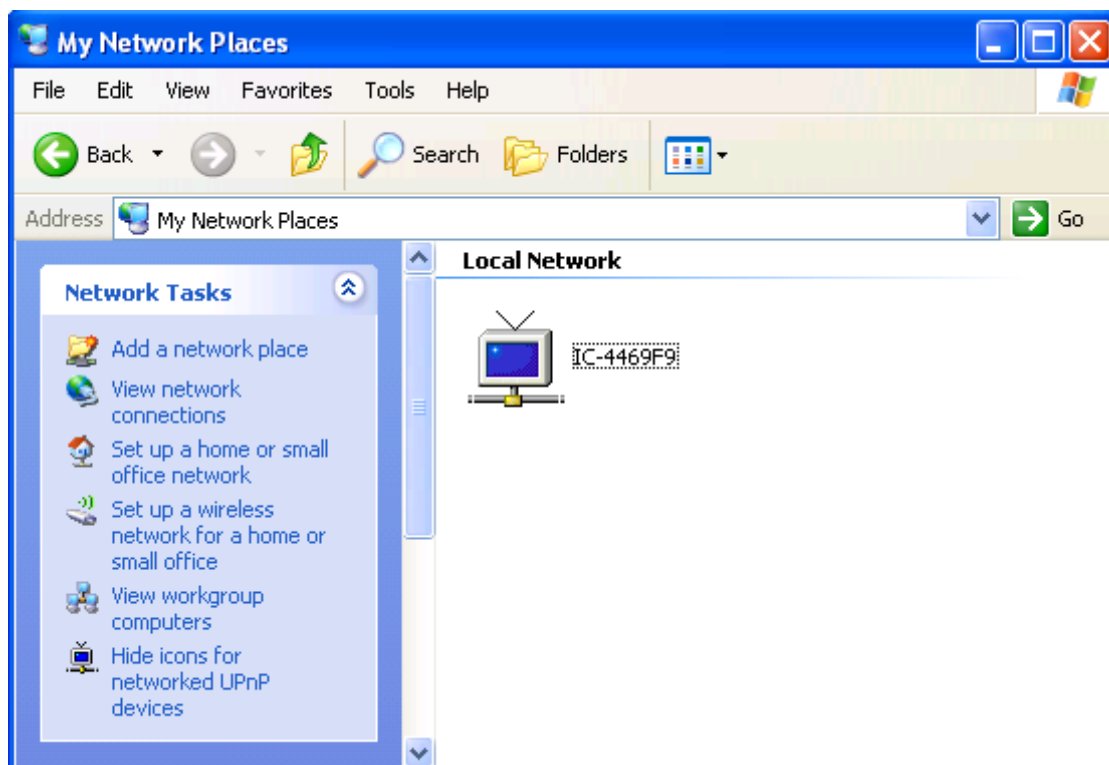 My Network Places
File Edit View Favorites Tools Help
Back Search Folders
Address My Network Places Go
Network Tasks
Add a network place
View network
connections
Set up a home or small
office network
Set up a wireless
network for a home or
small office
View workgroup
computers
Hide icons for
networked UPnP
devices
Local Network
IC-4469F9